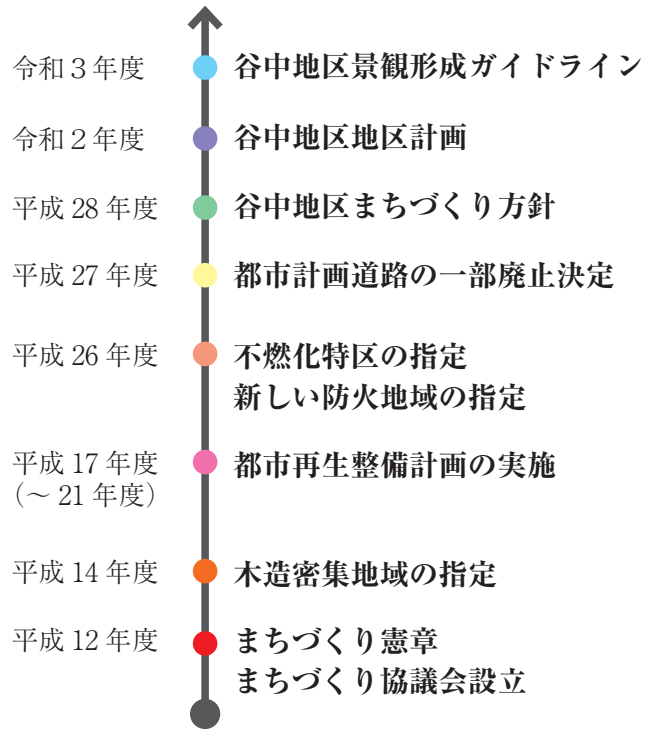 令和３年度 谷中地区景観形成ガイドライン
令和２年度 谷中地区地区計画
平成 28 年度 谷中地区まちづくり方針
平成 27 年度 都市計画道路の一部廃止決定
平成 26 年度 不燃化特区の指定
新しい防火地域の指定
平成 17 年度 都市再生整備計画の実施
（～ 21 年度）
平成 14 年度 木造密集地域の指定
平成 12 年度 まちづくり憲章
まちづくり協議会設立